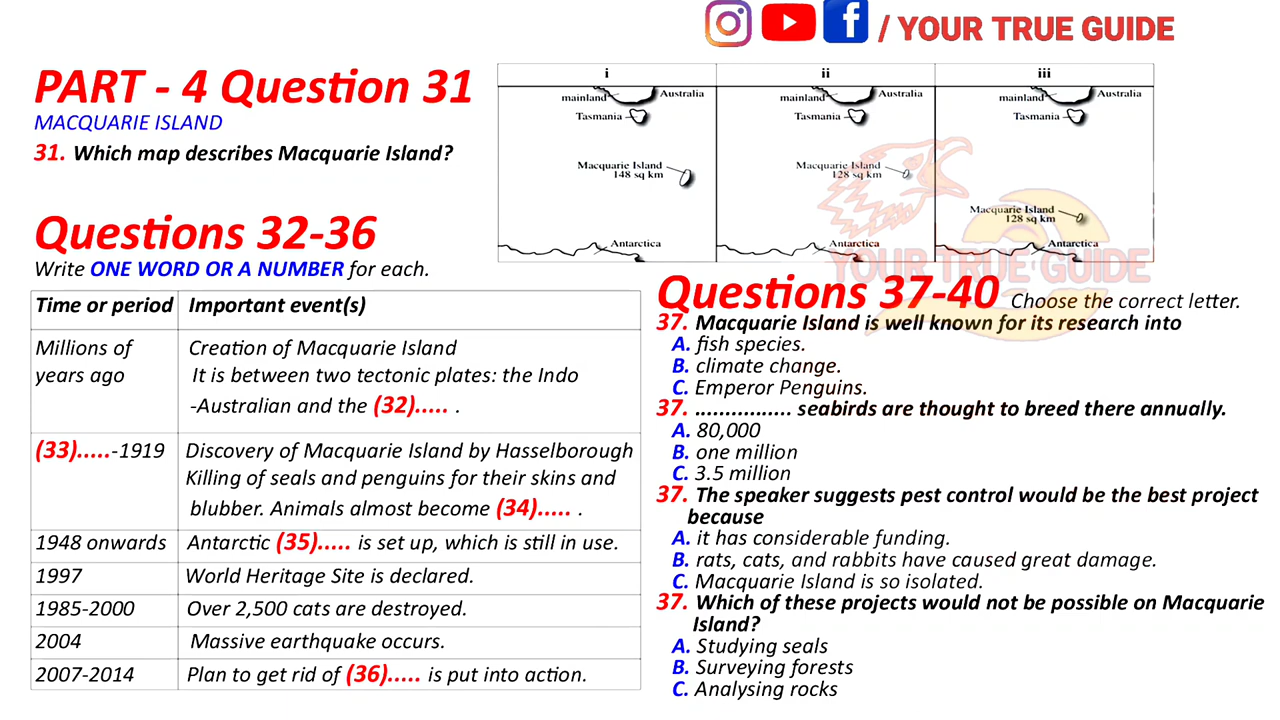 / YOUR TRUE GUIDE
PART - 4 Question 31
MACQUARIE ISLAND
31. Which map describes Macquarie Island?
i ii iii
mainland Australia
Tasmania
Macquarie Island
148 sq km
Antarctica
mainland Australia
Tasmania
Macquarie Island
128 sq km
Antarctica
mainland Australia
Tasmania
Macquarie Island
128 sq km
Antarctica
YOUR TRUE GUIDE
Questions 32-36
Write ONE WORD OR A NUMBER for each.
Time or period Important event(s)
Millions of Creation of Macquarie Island
years ago It is between two tectonic plates: the Indo
-Australian and the (32)..... .
(33).....-1919 Discovery of Macquarie Island by Hasselborough
Killing of seals and penguins for their skins and
blubber. Animals almost become (34)..... .
1948 onwards Antarctic (35)..... is set up, which is still in use.
1997 World Heritage Site is declared.
1985-2000 Over 2,500 cats are destroyed.
2004 Massive earthquake occurs.
2007-2014 Plan to get rid of (36)..... is put into action.
Questions 37-40 Choose the correct letter.
37. Macquarie Island is well known for its research into
A. fish species.
B. climate change.
C. Emperor Penguins.
37. ................ seabirds are thought to breed there annually.
A. 80,000
B. one million
C. 3.5 million
37. The speaker suggests pest control would be the best project
because
A. it has considerable funding.
B. rats, cats, and rabbits have caused great damage.
C. Macquarie Island is so isolated.
37. Which of these projects would not be possible on Macquarie
Island?
A. Studying seals
B. Surveying forests
C. Analysing rocks